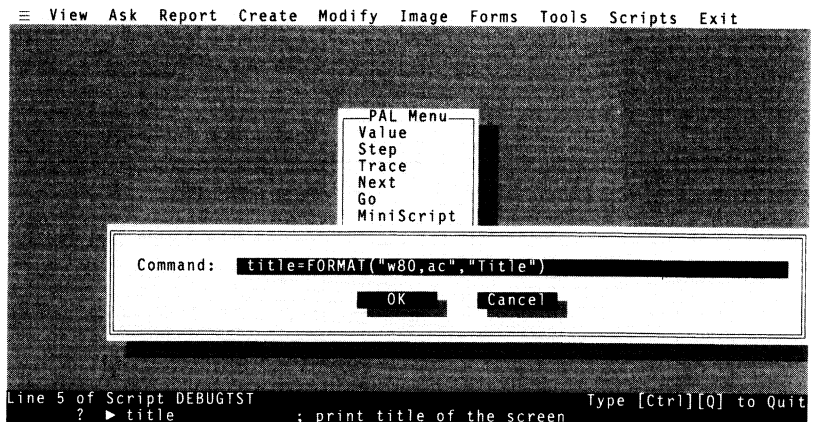 ☰ View Ask Report Create Modify Image Forms Tools Scripts Exit
PAL Menu
Value
Step
Trace
Next
Go
MiniScript
Command: title=FORMAT("w80,ac","Title")
OK Cancel
Line 5 of Script DEBUGTST Type [Ctrl][Q] to Quit
? ► title ; print title of the screen